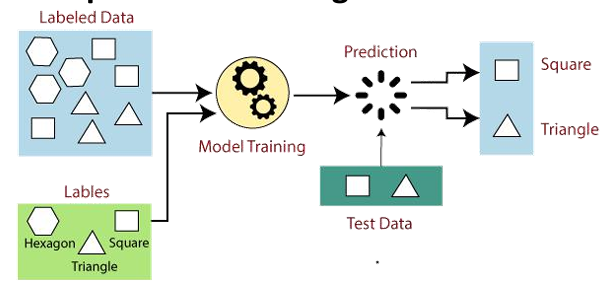 Labeled Data
Prediction
Square
Triangle
Model Training
Lables
Hexagon
Square
Triangle
Test Data